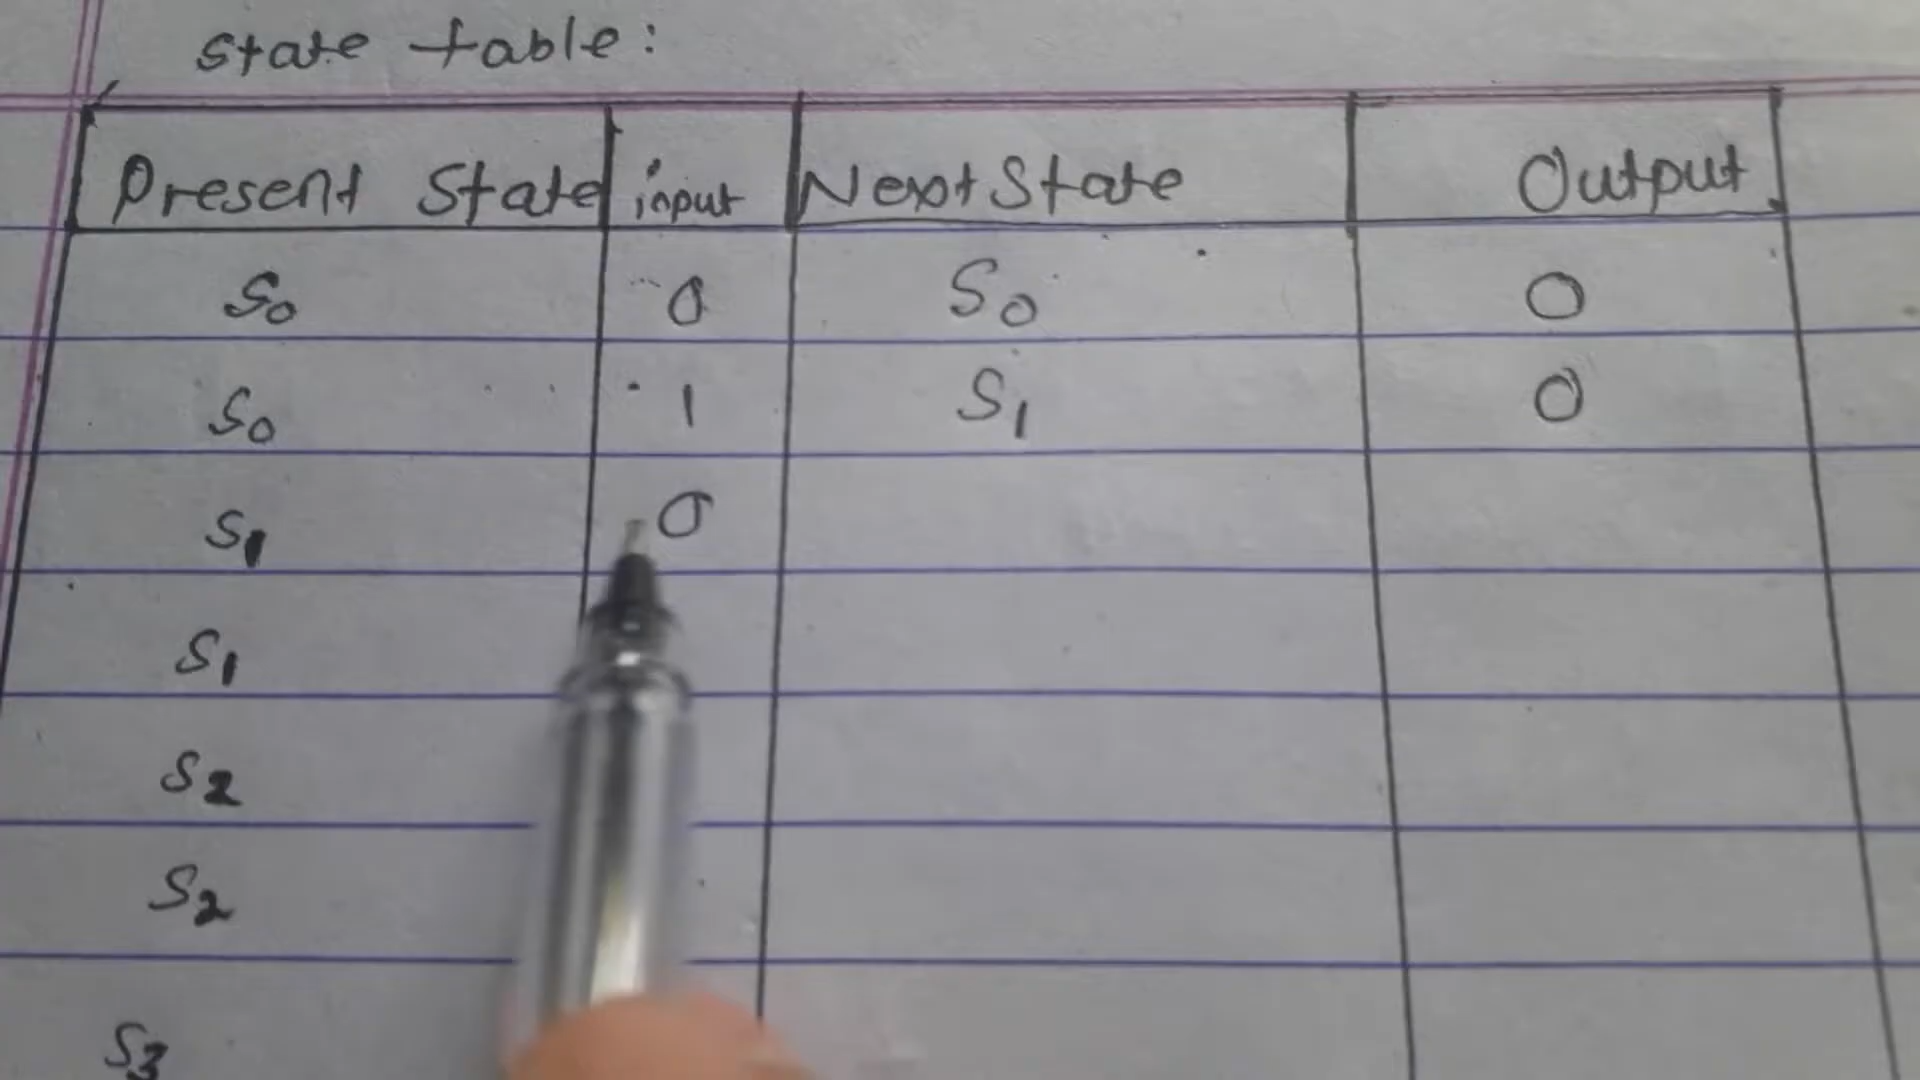 State table:
Present State input Next State Output
S0 0 S0 0
S0 1 S1 0
S1 0
S1
S2
S2
S3